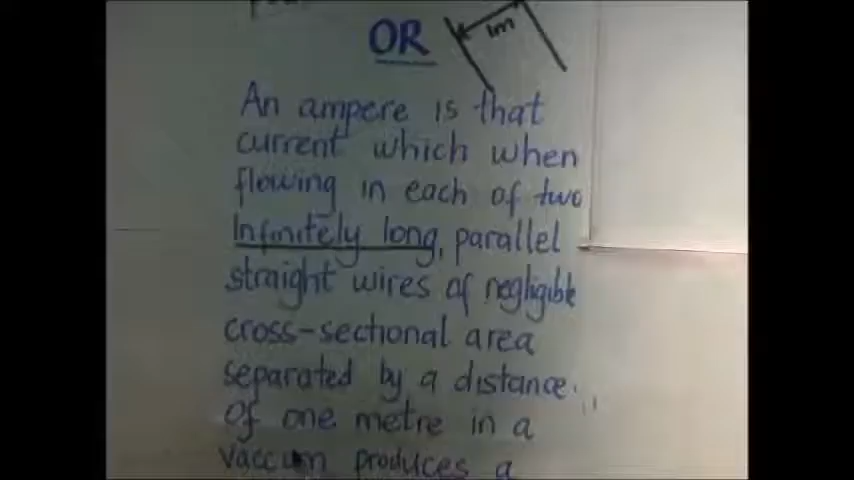 OR
1m
An ampere is that
current which when
flowing in each of two
Infinitely long, parallel
straight wires of negligible
cross-sectional area
separated by a distance
of one metre in a
vaccum produces a